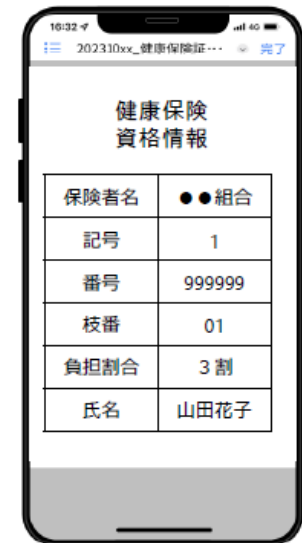 16:32
4G
202310xx_健康保険証…
完了
健康保険
資格情報
保険者名 ●●組合
記号 1
番号 999999
枝番 01
負担割合 3割
氏名 山田花子